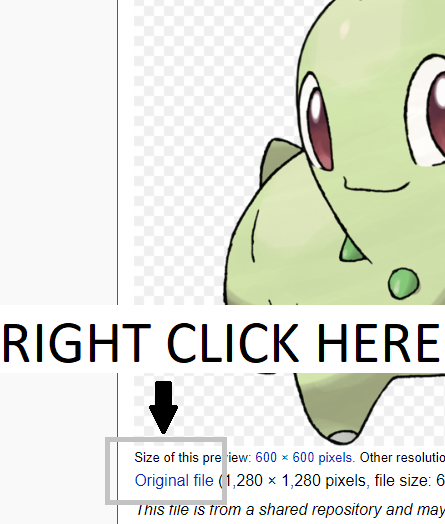 RIGHT CLICK HERE
Size of this preview: 600 × 600 pixels. Other
Original file (1,280 × 1,280 pixels, file size: 6
This file is from a shared repository and may